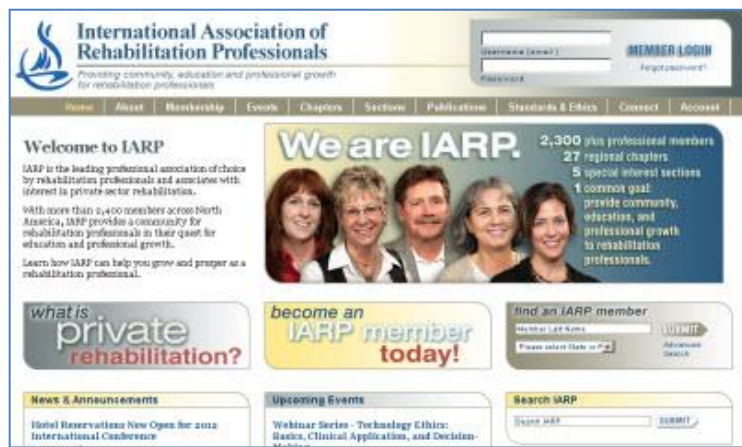 International Association of
Rehabilitation Professionals
Providing community, education and professional growth
for rehabilitation professionals
Username (email)
Password
MEMBER LOGIN
Forgot password?
Home About Membership Events Chapters Sections Publications Standards & Ethics Connect Account
Welcome to IARP
IARP is the leading professional association of choice
by rehabilitation professionals and associates with
interest in private sector rehabilitation.
With more than 2,400 members across North
America, IARP provides a community for
rehabilitation professionals in their quest for
education and professional growth.
Learn how IARP can help you grow and prosper as a
rehabilitation professional.
We are IARP.
2,300 plus professional members
27 regional chapters
5 special interest sections
1 common goal:
provide community,
education, and
professional growth
to rehabilitation
professionals.
what is
private
rehabilitation?
become an
IARP member
today!
find an IARP member
Member Last Name
SUBMIT
Please select State or P
Advanced
Search
News & Announcements
Hotel Reservations Now Open for 2012
International Conference
Upcoming Events
Webinar Series - Technology Ethics:
Basics, Clinical Application, and Decision-
Making
Search IARP
Search IARP
SUBMIT